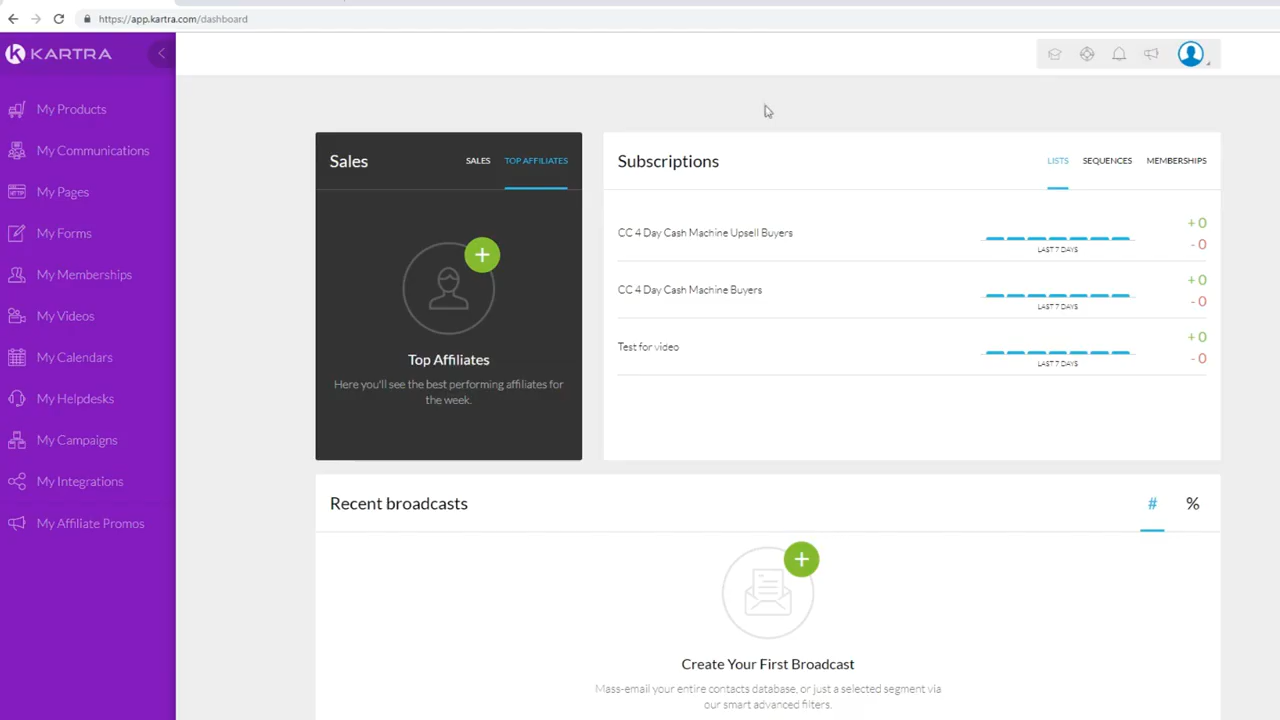 https://app.kartra.com/dashboard
KARTRA
My Products
My Communications
My Pages
My Forms
My Memberships
My Videos
My Calendars
My Helpdesks
My Campaigns
My Integrations
My Affiliate Promos
Sales
SALES
TOP AFFILIATES
Top Affiliates
Here you'll see the best performing affiliates for
the week.
Subscriptions
LISTS
SEQUENCES
MEMBERSHIPS
CC 4 Day Cash Machine Upsell Buyers
LAST 7 DAYS
+ 0
- 0
CC 4 Day Cash Machine Buyers
LAST 7 DAYS
+ 0
- 0
Test for video
LAST 7 DAYS
+ 0
- 0
Recent broadcasts
#
%
Create Your First Broadcast
Mass-email your entire contacts database, or just a selected segment via
our smart advanced filters.